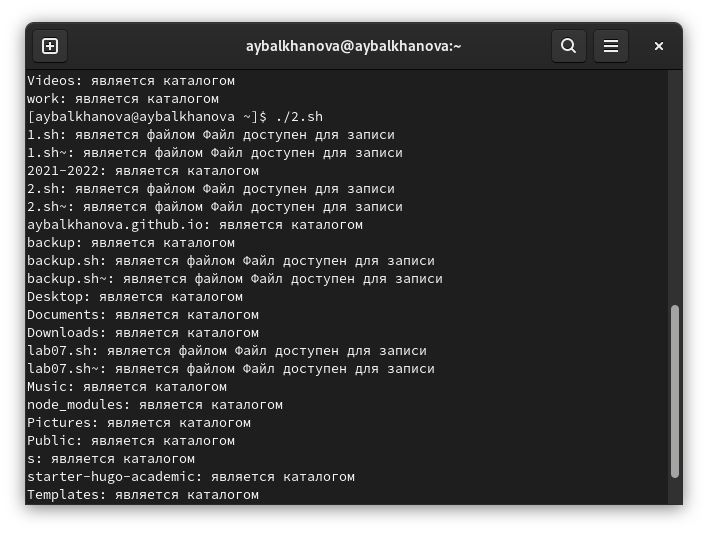 aybalkhanova@aybalkhanova:~
Videos: является каталогом
work: является каталогом
[aybalkhanova@aybalkhanova ~]$ ./2.sh
1.sh: является файлом Файл доступен для записи
1.sh~: является файлом Файл доступен для записи
2021-2022: является каталогом
2.sh: является файлом Файл доступен для записи
2.sh~: является файлом Файл доступен для записи
aybalkhanova.github.io: является каталогом
backup: является каталогом
backup.sh: является файлом Файл доступен для записи
backup.sh~: является файлом Файл доступен для записи
Desktop: является каталогом
Documents: является каталогом
Downloads: является каталогом
lab07.sh: является файлом Файл доступен для записи
lab07.sh~: является файлом Файл доступен для записи
Music: является каталогом
node_modules: является каталогом
Pictures: является каталогом
Public: является каталогом
s: является каталогом
starter-hugo-academic: является каталогом
Templates: является каталогом